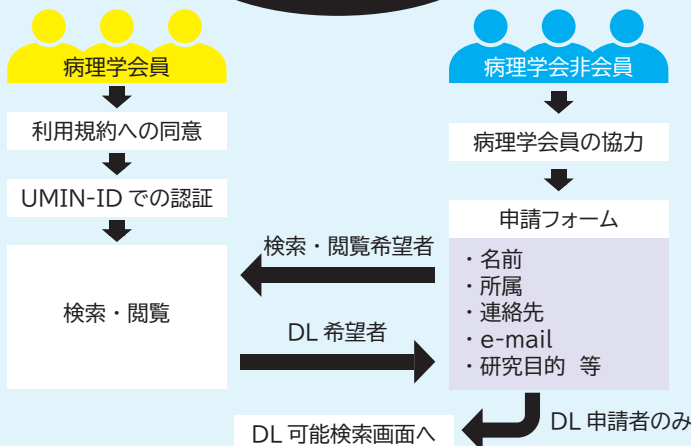 病理学会員
利用規約への同意
UMIN-ID での認証
検索・閲覧
病理学会非会員
病理学会員の協力
申請フォーム
・名前
・所属
・連絡先
・e-mail
・研究目的 等
検索・閲覧希望者
DL 希望者
DL 申請者のみ
DL 可能検索画面へ